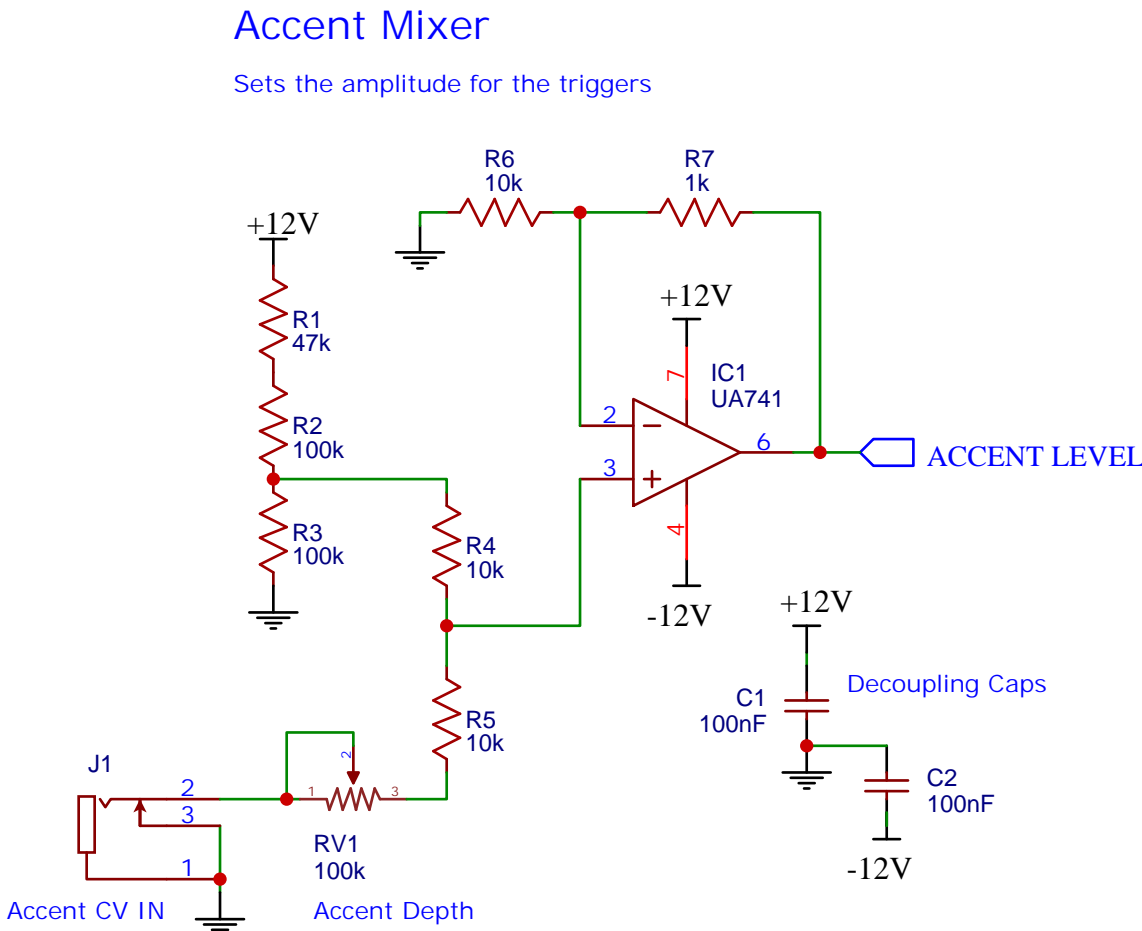 Accent Mixer
Sets the amplitude for the triggers
R6
10k
R7
1k
+12V
+12V
R1
47k
7
IC1
UA741
R2
100k
2
6
ACCENT LEVEL
3
R3
100k
4
R4
10k
-12V
+12V
Decoupling Caps
C1
100nF
R5
10k
J1
2
2
1
3
3
C2
100nF
RV1
100k
1
-12V
Accent CV IN
Accent Depth